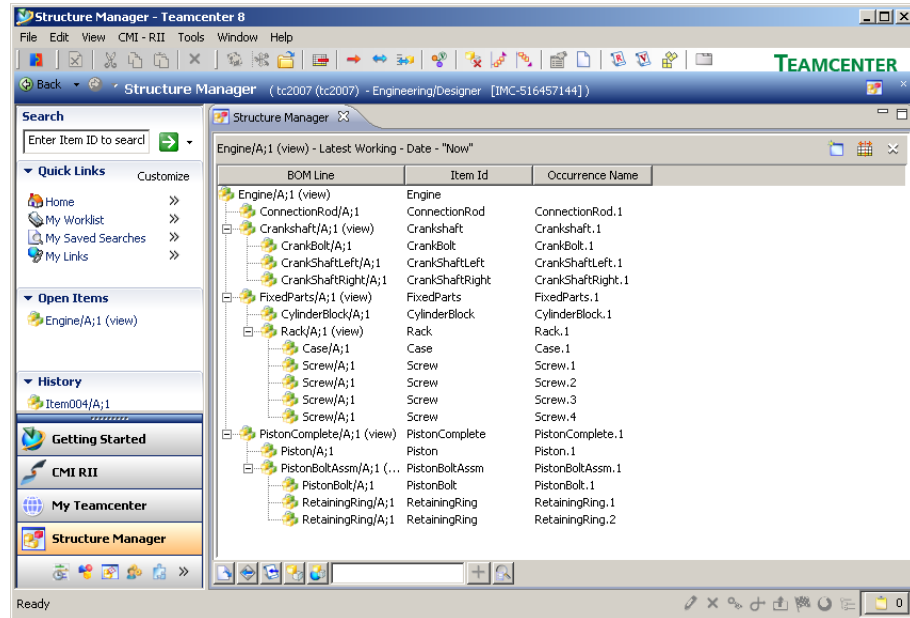 Structure Manager - Teamcenter 8
File Edit View CMI - RII Tools Window Help
TEAMCENTER
Back Structure Manager ( tc2007 (tc2007) - Engineering/Designer [IMC-516457144] )
Search
Enter Item ID to searcl
Quick Links Customize
Home
My Worklist
My Saved Searches
My Links
Open Items
Engine/A;1 (view)
History
Item004/A;1
Getting Started
CMI RII
My Teamcenter
Structure Manager
Structure Manager
Engine/A;1 (view) - Latest Working - Date - "Now"
BOM Line Item Id Occurrence Name
Engine/A;1 (view) Engine
ConnectionRod/A;1 ConnectionRod ConnectionRod.1
Crankshaft/A;1 (view) Crankshaft Crankshaft.1
CrankBolt/A;1 CrankBolt CrankBolt.1
CrankShaftLeft/A;1 CrankShaftLeft CrankShaftLeft.1
CrankShaftRight/A;1 CrankShaftRight CrankShaftRight.1
FixedParts/A;1 (view) FixedParts FixedParts.1
CylinderBlock/A;1 CylinderBlock CylinderBlock.1
Rack/A;1 (view) Rack Rack.1
Case/A;1 Case Case.1
Screw/A;1 Screw Screw.1
Screw/A;1 Screw Screw.2
Screw/A;1 Screw Screw.3
Screw/A;1 Screw Screw.4
PistonComplete/A;1 (view) PistonComplete PistonComplete.1
Piston/A;1 Piston Piston.1
PistonBoltAssm/A;1 (... PistonBoltAssm PistonBoltAssm.1
PistonBolt/A;1 PistonBolt PistonBolt.1
RetainingRing/A;1 RetainingRing RetainingRing.1
RetainingRing/A;1 RetainingRing RetainingRing.2
Ready
0